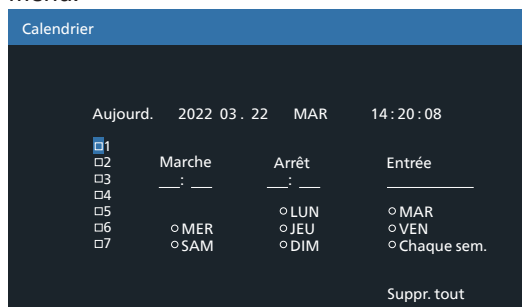 menu.
Calendrier
Aujourd. 2022 03 . 22 MAR 14 : 20 : 08
□1
□2 Marche Arrêt Entrée
□3 __: __ __: __ ________
□4
□5 ○ LUN ○ MAR
□6 ○ MER ○ JEU ○ VEN
□7 ○ SAM ○ DIM ○ Chaque sem.
Suppr. tout